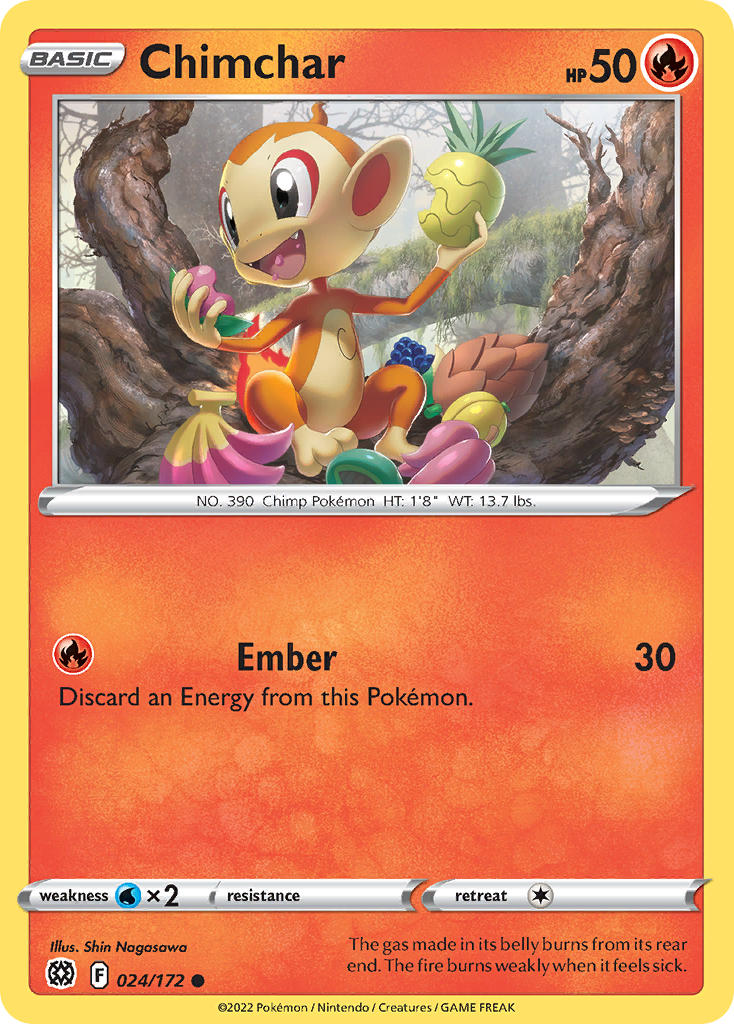 BASIC Chimchar HP 50
NO. 390 Chimp Pokémon HT: 1'8" WT: 13.7 lbs.
Ember 30
Discard an Energy from this Pokémon.
weakness ×2 resistance retreat
Illus. Shin Nagasawa
The gas made in its belly burns from its rear
end. The fire burns weakly when it feels sick.
F 024/172
©2022 Pokémon / Nintendo / Creatures / GAME FREAK